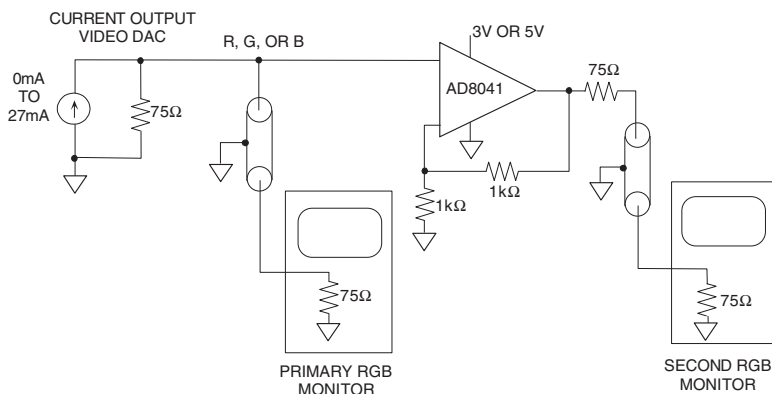 CURRENT OUTPUT
VIDEO DAC
R, G, OR B
3V OR 5V
0mA
TO
27mA
75Ω
AD8041
75Ω
1kΩ
1kΩ
75Ω
75Ω
PRIMARY RGB
MONITOR
SECOND RGB
MONITOR